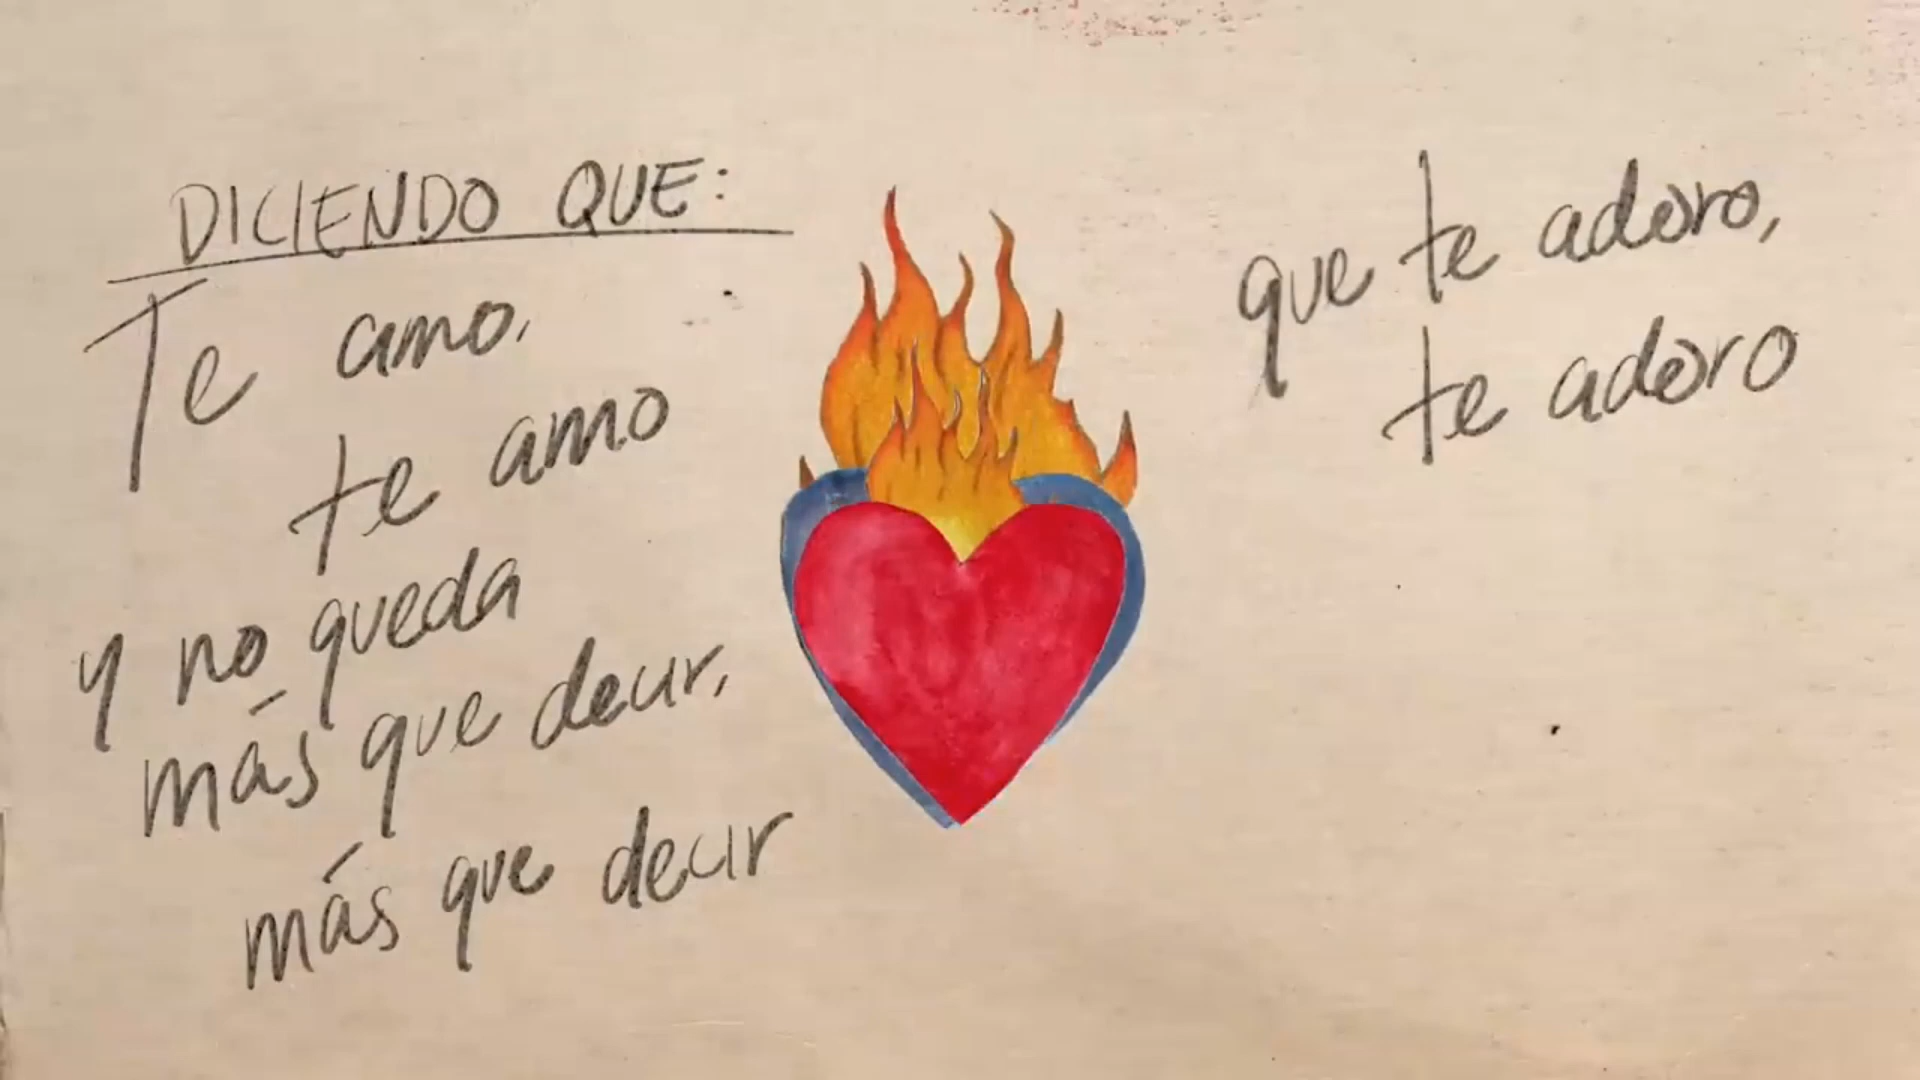 DICIENDO QUE:
Te amo,
te amo
y no queda
más que decir,
más que decir
que te adoro,
te adoro